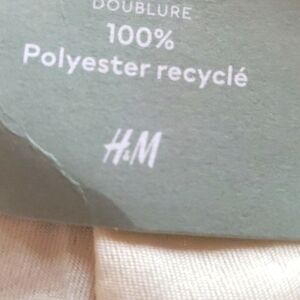 DOUBLURE
100%
Polyester recyclé
H&M